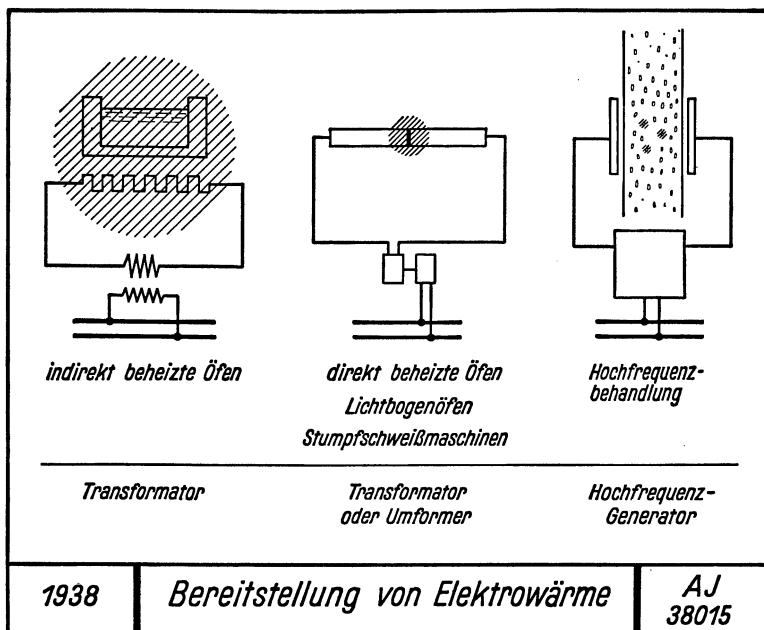 indirekt beheizte Öfen
direkt beheizte Öfen
Lichtbogenöfen
Stumpfschweißmaschinen
Hochfrequenz-
behandlung
Transformator
Transformator
oder Umformer
Hochfrequenz-
Generator
1938
Bereitstellung von Elektrowärme
AJ
38015